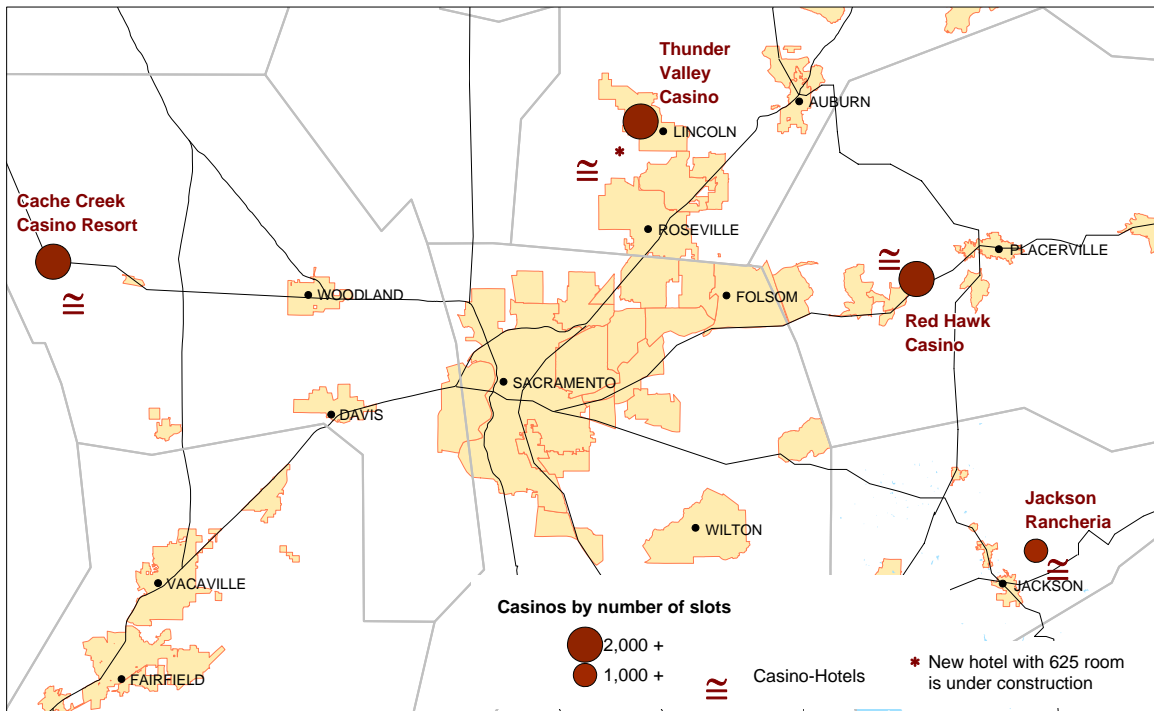 Thunder
Valley
Casino
AUBURN
LINCOLN
*
≅
Cache Creek
Casino Resort
ROSEVILLE
PLACERVILLE
WOODLAND
FOLSOM
Red Hawk
Casino
SACRAMENTO
DAVIS
Jackson
Rancheria
WILTON
VACAVILLE
JACKSON
Casinos by number of slots
2,000 +
1,000 +
Casino-Hotels
* New hotel with 625 room
is under construction
FAIRFIELD